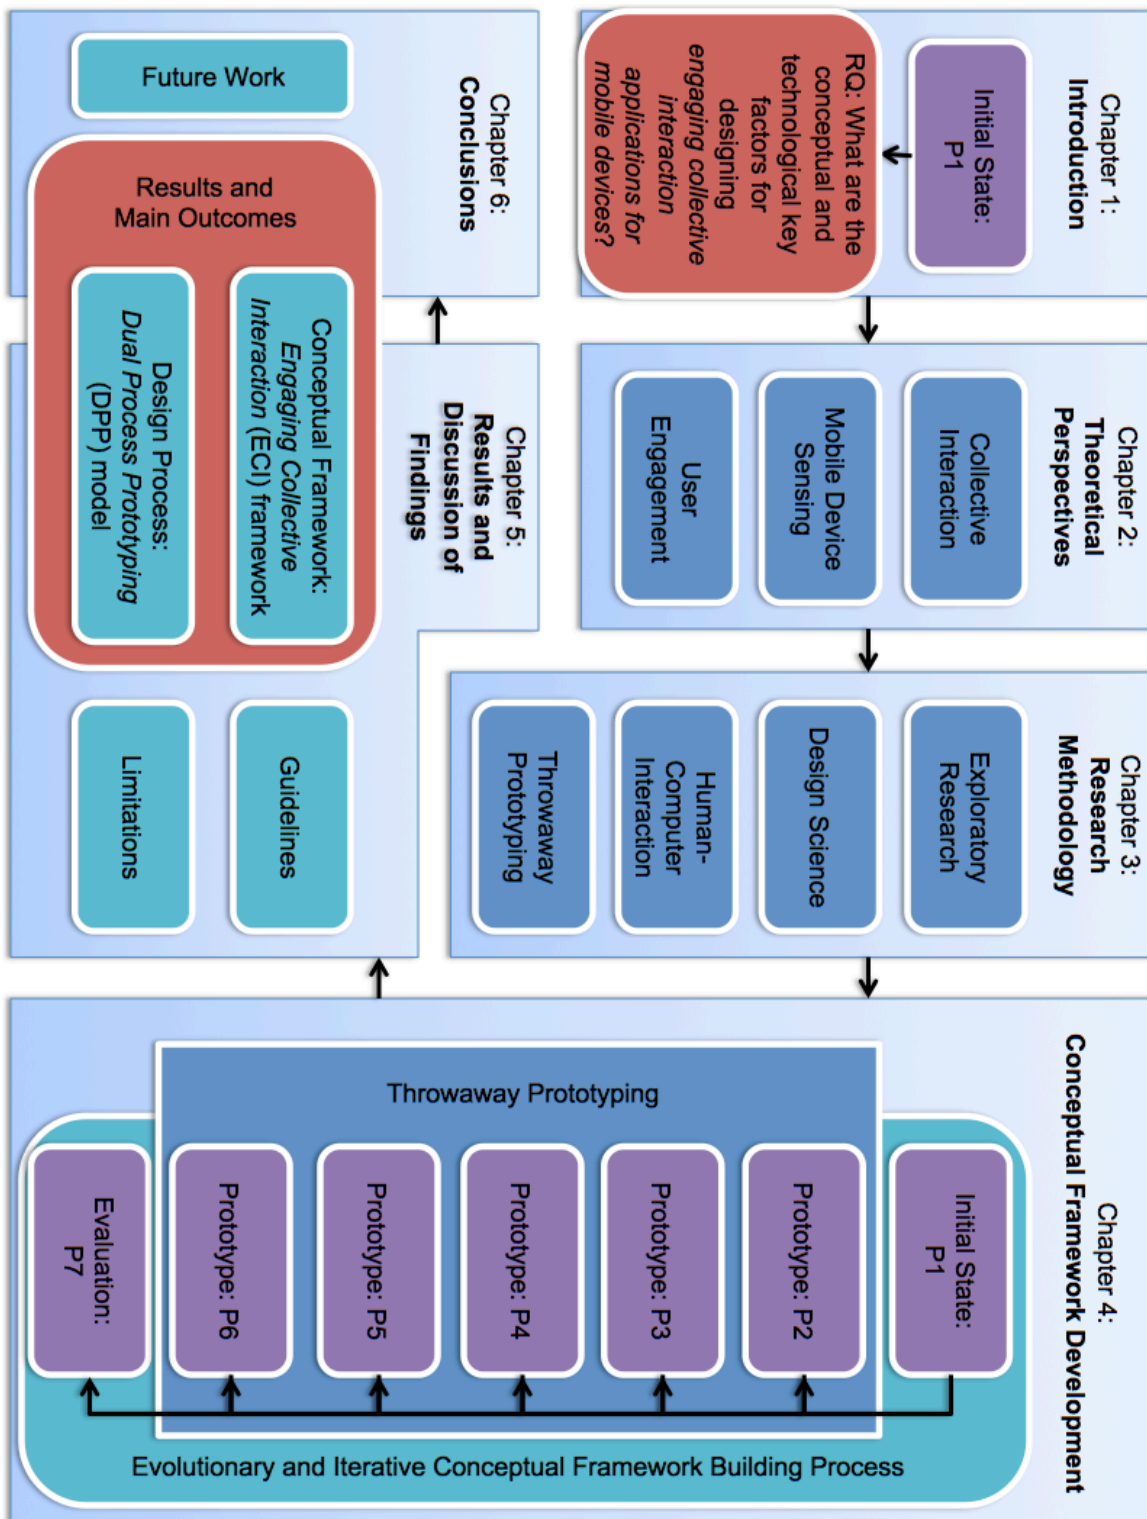 Chapter 1:
Introduction
Initial State:
P1
RQ: What are the
conceptual and
technological key
factors for
designing
engaging collective
interaction
applications for
mobile devices?
Chapter 2:
Theoretical
Perspectives
Collective
Interaction
Mobile Device
Sensing
User
Engagement
Chapter 3:
Research
Methodology
Exploratory
Research
Design Science
Human-
Computer
Interaction
Throwaway
Prototyping
Chapter 4:
Conceptual Framework Development
Initial State:
P1
Throwaway Prototyping
Prototype: P2
Prototype: P3
Prototype: P4
Prototype: P5
Prototype: P6
Evaluation:
P7
Evolutionary and Iterative Conceptual Framework Building Process
Chapter 5:
Results and
Discussion of
Findings
Conceptual Framework:
Engaging Collective
Interaction (ECI) framework
Design Process:
Dual Process Prototyping
(DPP) model
Guidelines
Limitations
Chapter 6:
Conclusions
Results and
Main Outcomes
Future Work